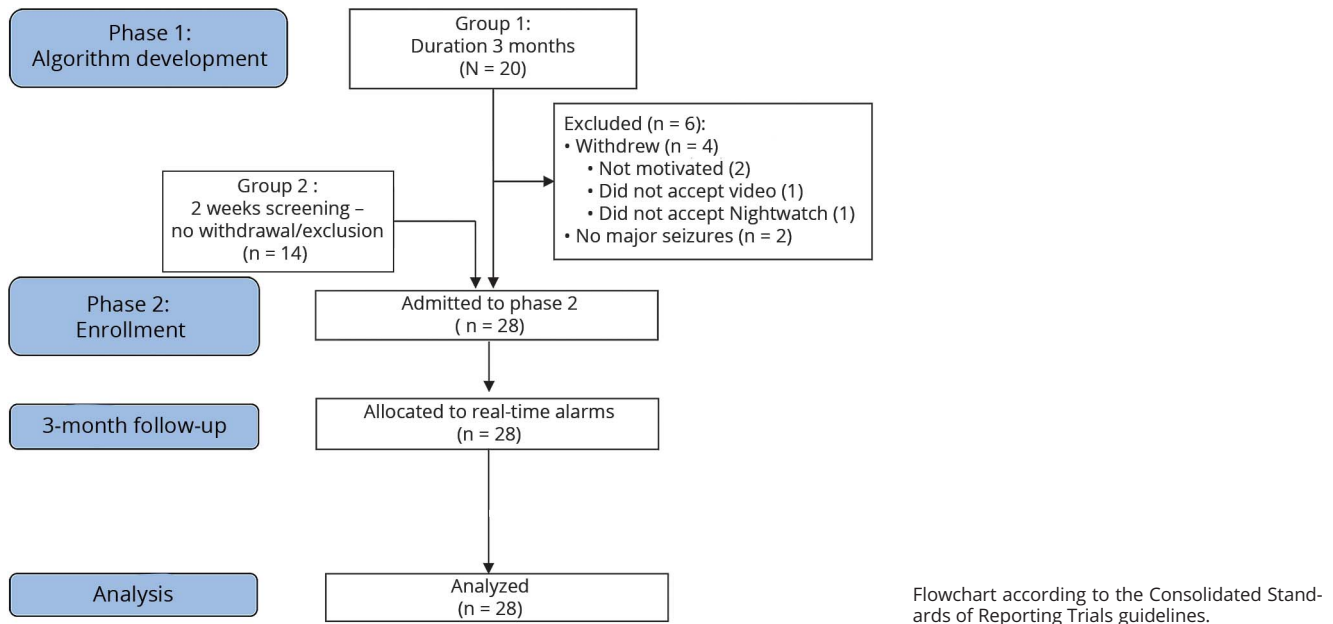 Phase 1:
Algorithm development
Group 1:
Duration 3 months
(N = 20)
Excluded (n = 6):
• Withdrew (n = 4)
• Not motivated (2)
• Did not accept video (1)
• Did not accept Nightwatch (1)
• No major seizures (n = 2)
Group 2 :
2 weeks screening –
no withdrawal/exclusion
(n = 14)
Phase 2:
Enrollment
Admitted to phase 2
( n = 28)
3-month follow-up
Allocated to real-time alarms
(n = 28)
Analysis
Analyzed
(n = 28)
Flowchart according to the Consolidated Stand-
ards of Reporting Trials guidelines.